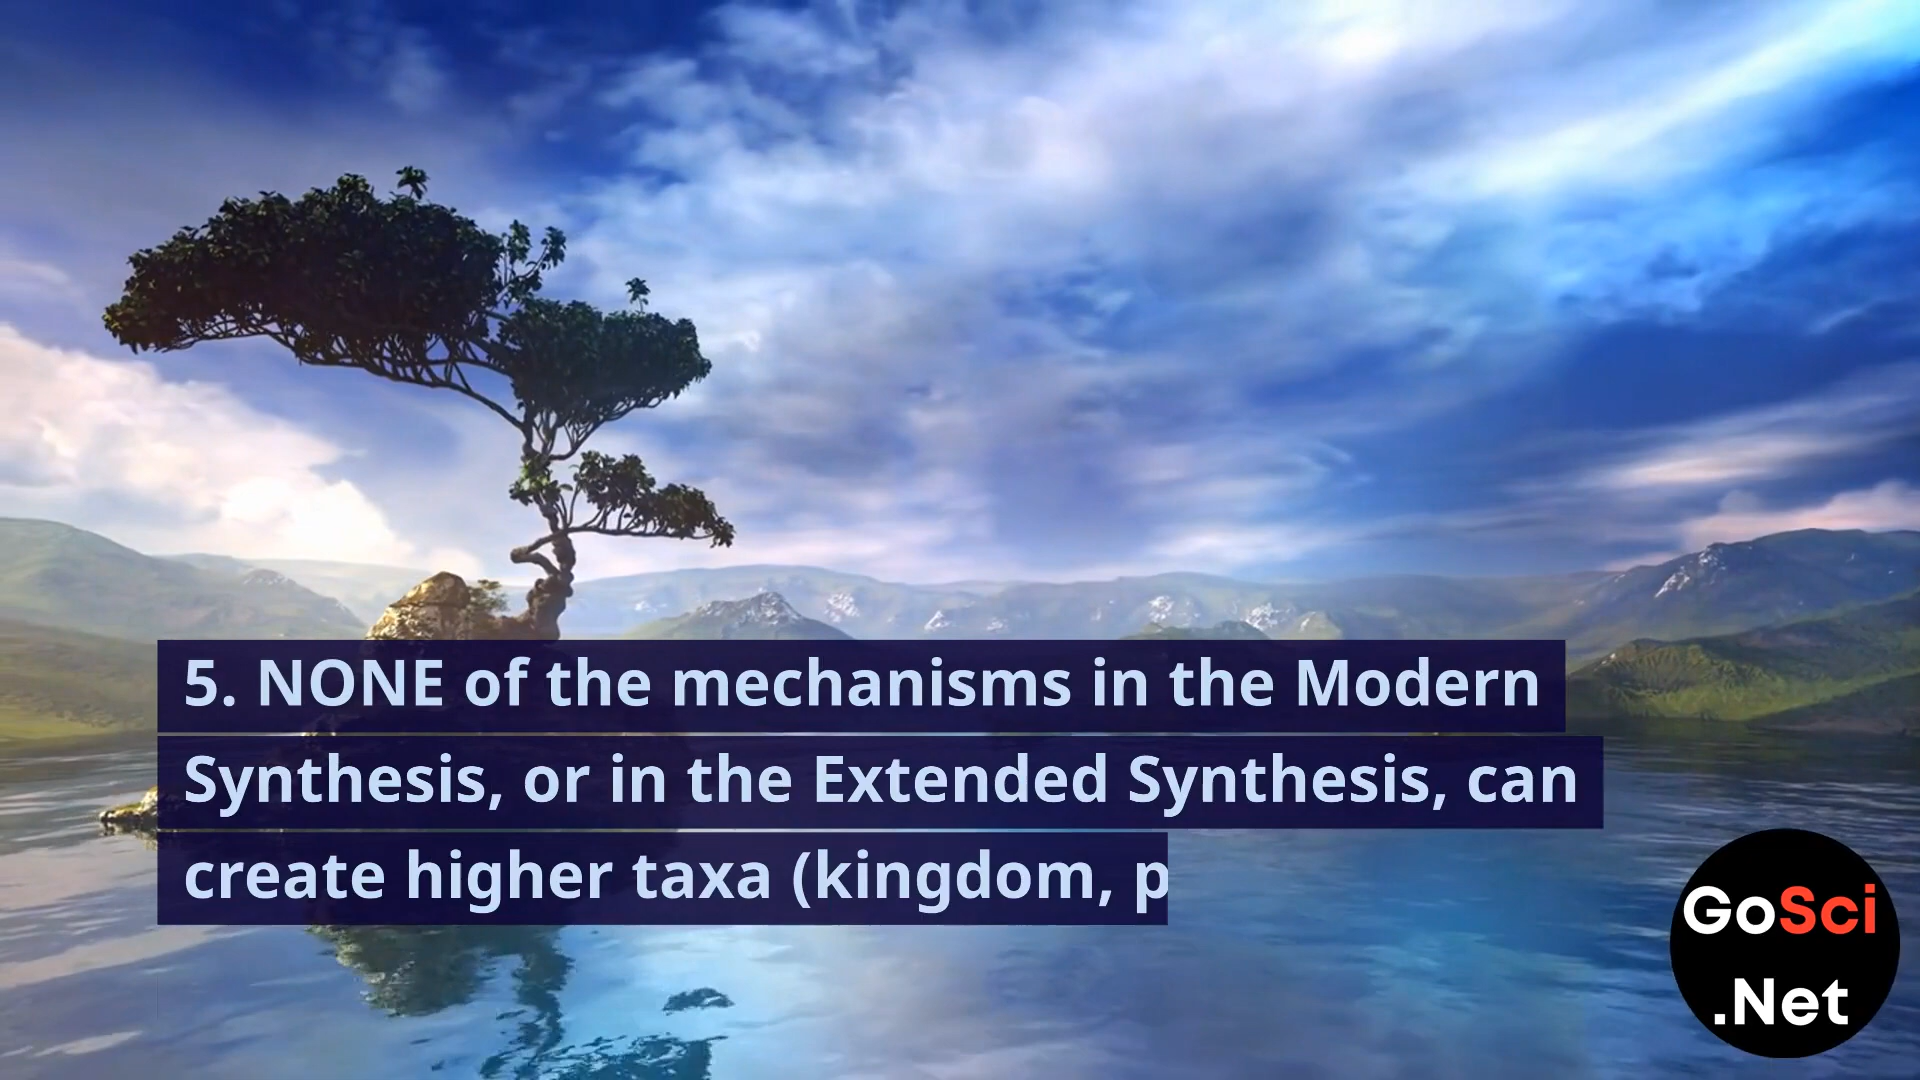 5. NONE of the mechanisms in the Modern
Synthesis, or in the Extended Synthesis, can
create higher taxa (kingdom, p
GoSci
.Net